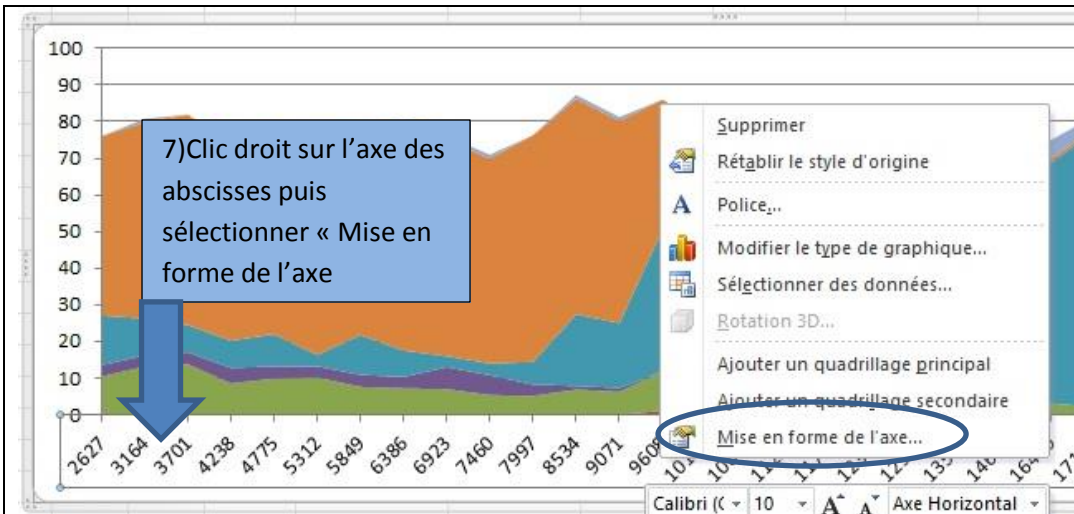 100
90
80
70
60
50
40
30
20
10
0
7)Clic droit sur l’axe des
abscisses puis
sélectionner « Mise en
forme de l’axe
Supprimer
Rétablir le style d'origine
Police...
Modifier le type de graphique...
Sélectionner des données...
Rotation 3D...
Ajouter un quadrillage principal
Ajouter un quadrillage secondaire
Mise en forme de l'axe...
2627 3164 3701 4238 4775 5312 5849 6386 6923 7460 7997 8534 9071 9608
Calibri (C 10 A A Axe Horizontal